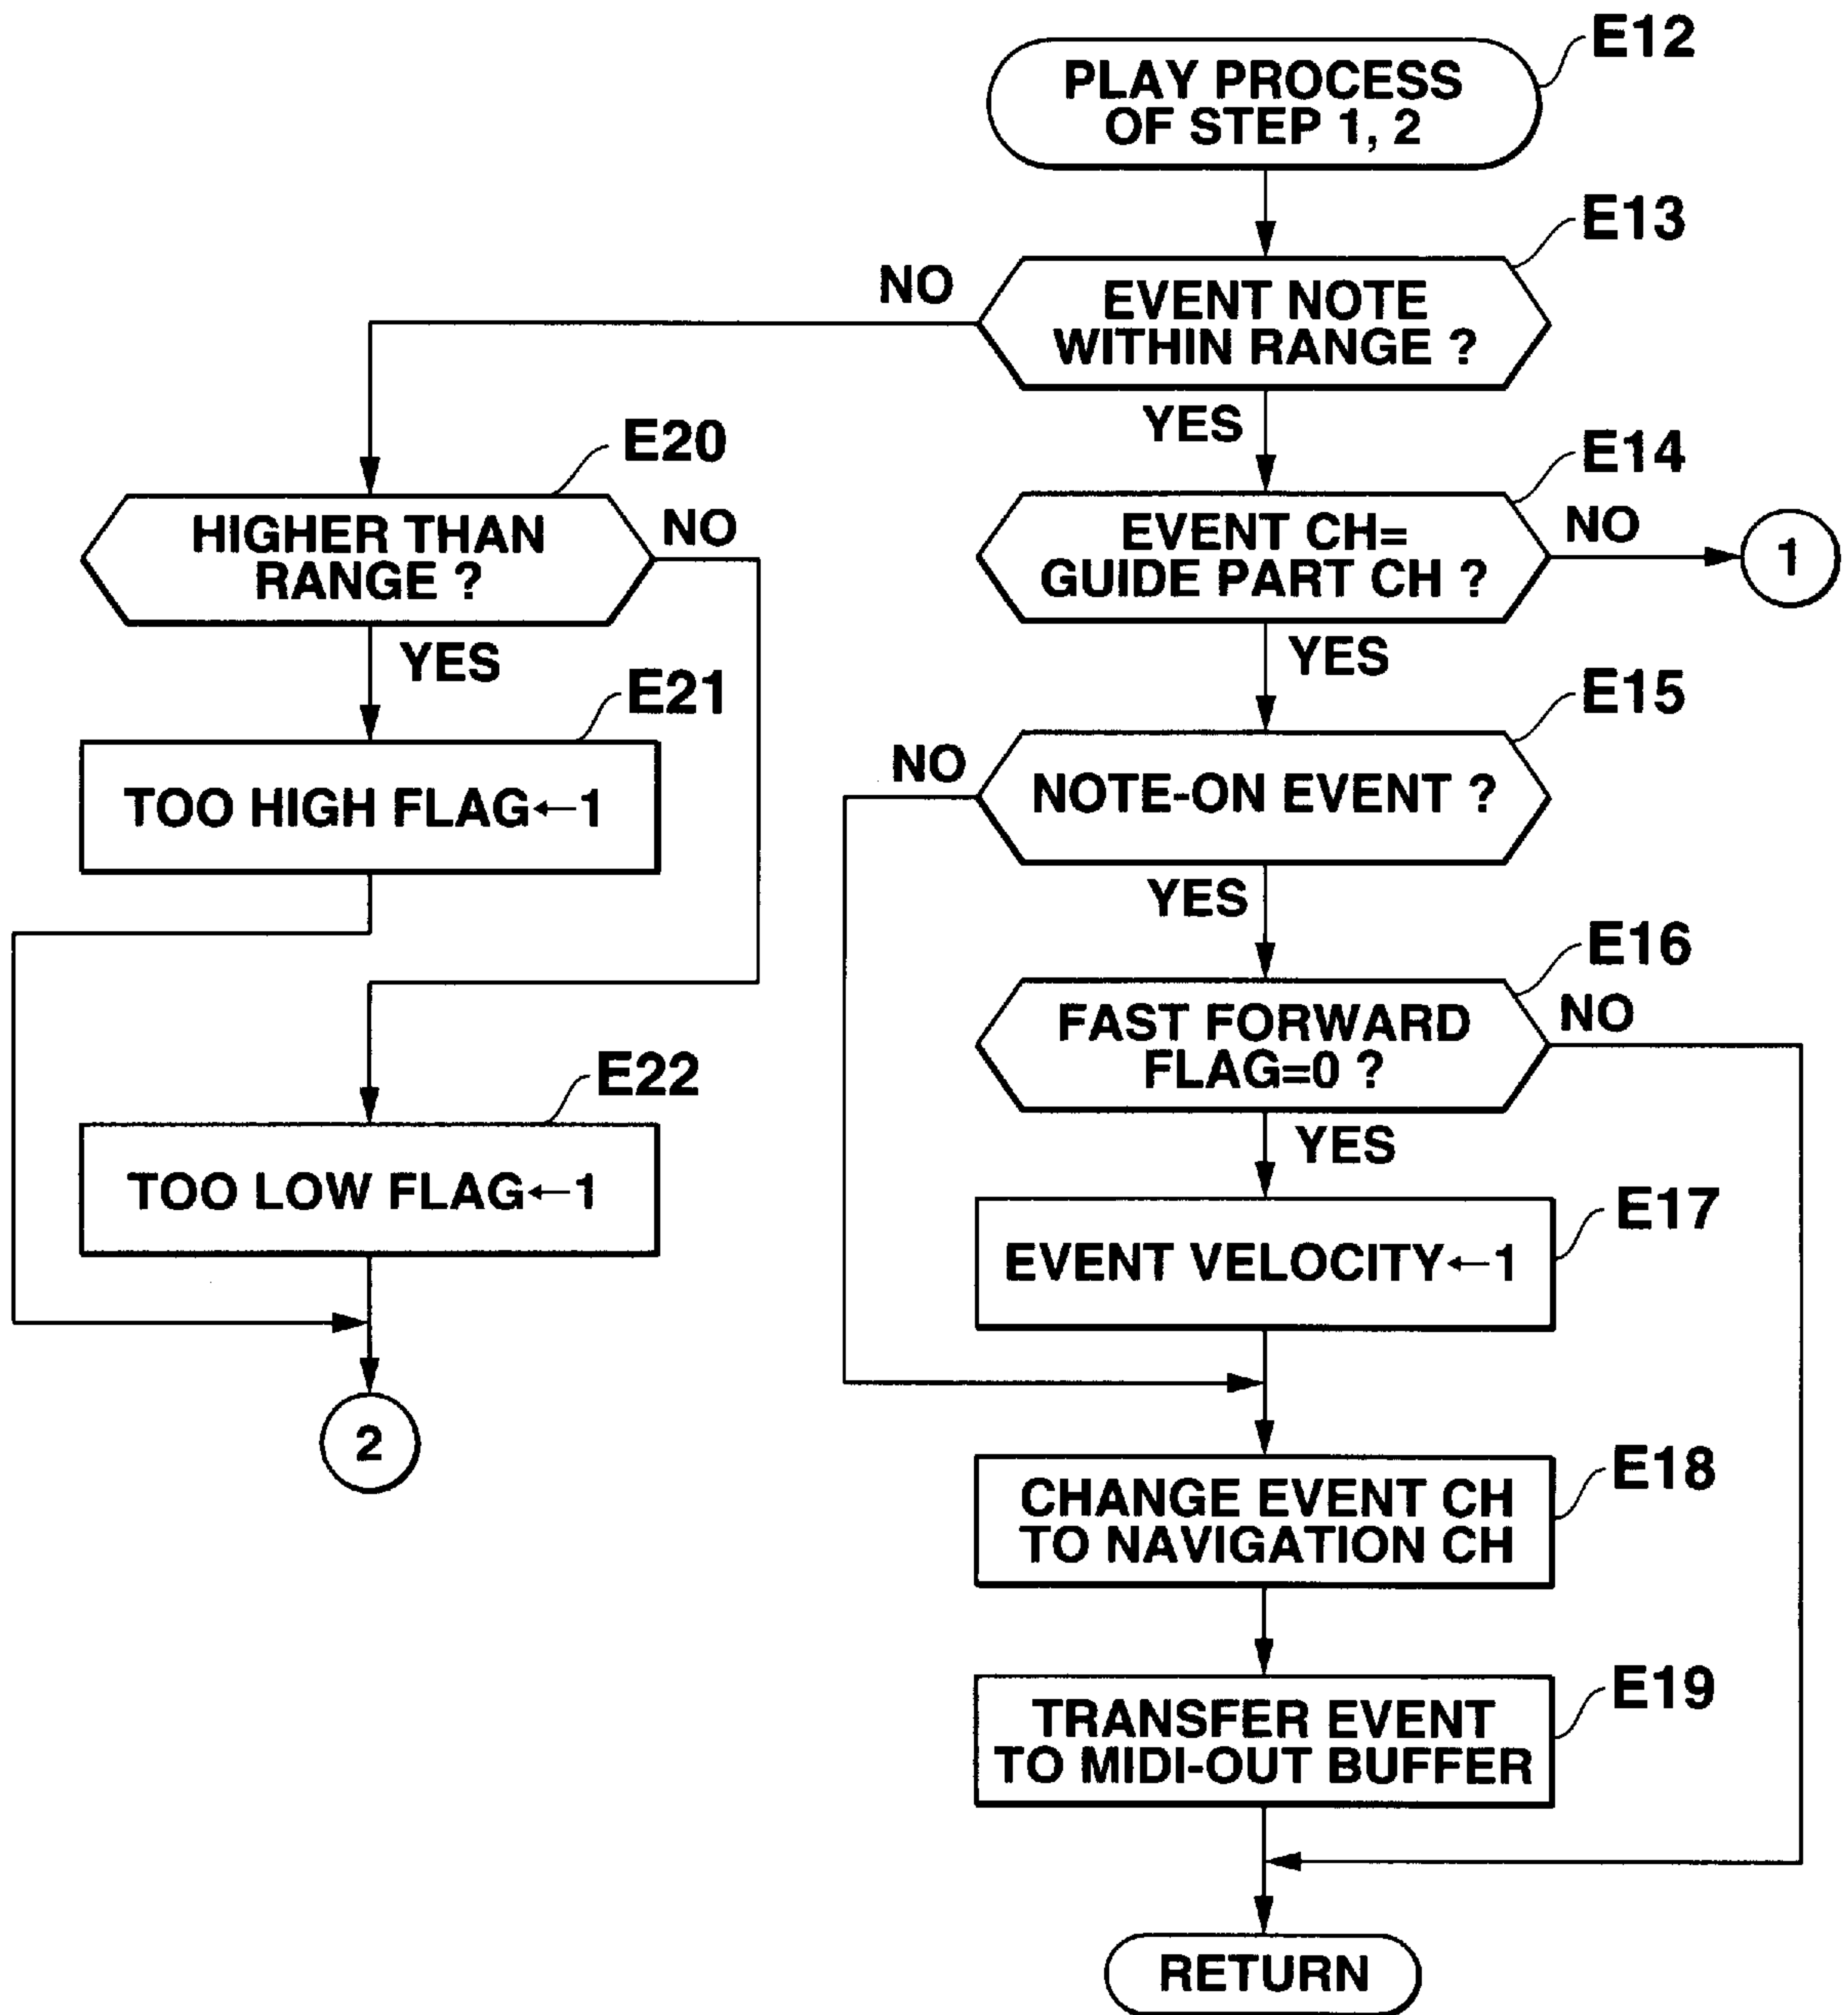 E12
PLAY PROCESS
OF STEP 1, 2
E13
NO
EVENT NOTE
WITHIN RANGE ?
YES
E20
E14
HIGHER THAN
RANGE ?
NO
EVENT CH=
GUIDE PART CH ?
NO
1
YES
YES
E21
E15
TOO HIGH FLAG←1
NO
NOTE-ON EVENT ?
YES
E16
FAST FORWARD
FLAG=0 ?
NO
E22
YES
TOO LOW FLAG←1
E17
EVENT VELOCITY←1
2
E18
CHANGE EVENT CH
TO NAVIGATION CH
E19
TRANSFER EVENT
TO MIDI-OUT BUFFER
RETURN